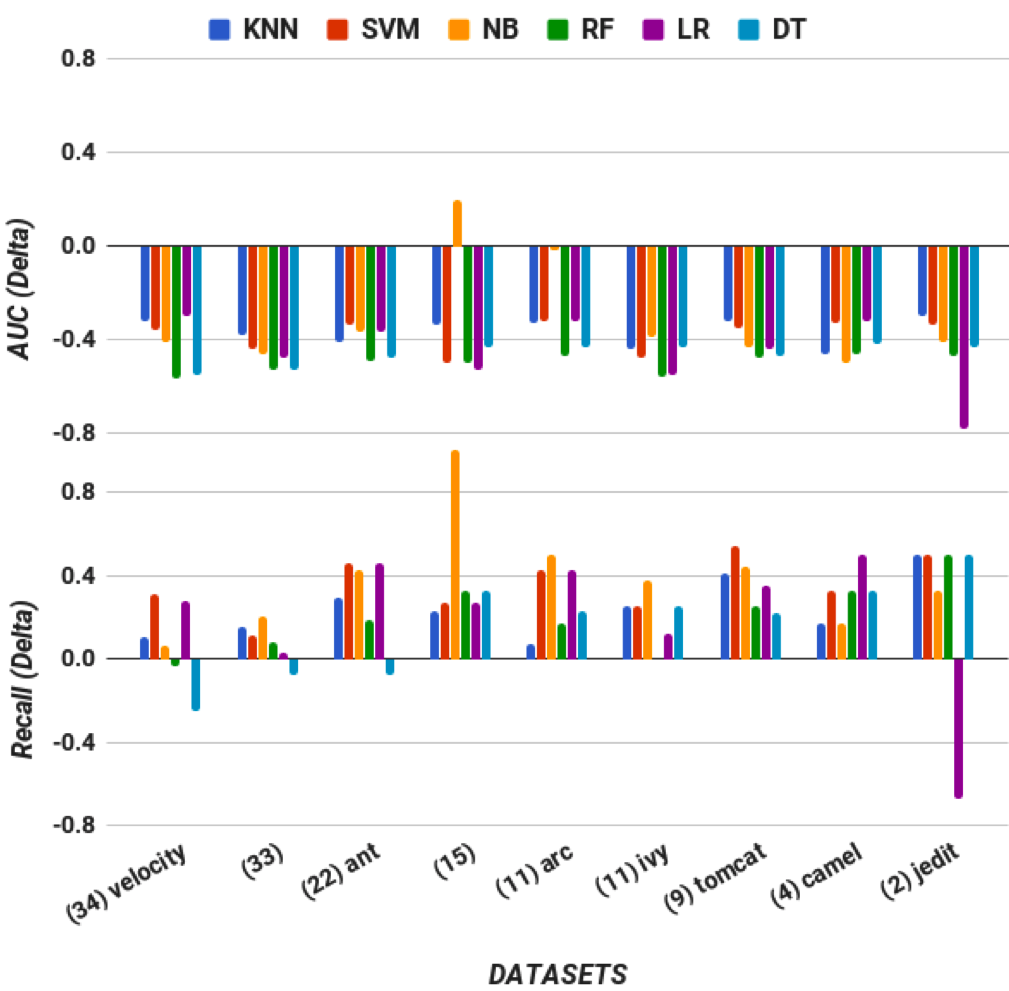 KNN SVM NB RF LR DT
0.8
0.4
0.0
-0.4
-0.8
AUC (Delta)
0.8
0.4
0.0
-0.4
-0.8
Recall (Delta)
(34) velocity
(33)
(22) ant
(15)
(11) arc
(11) ivy
(9) tomcat
(4) camel
(2) jedit
DATASETS